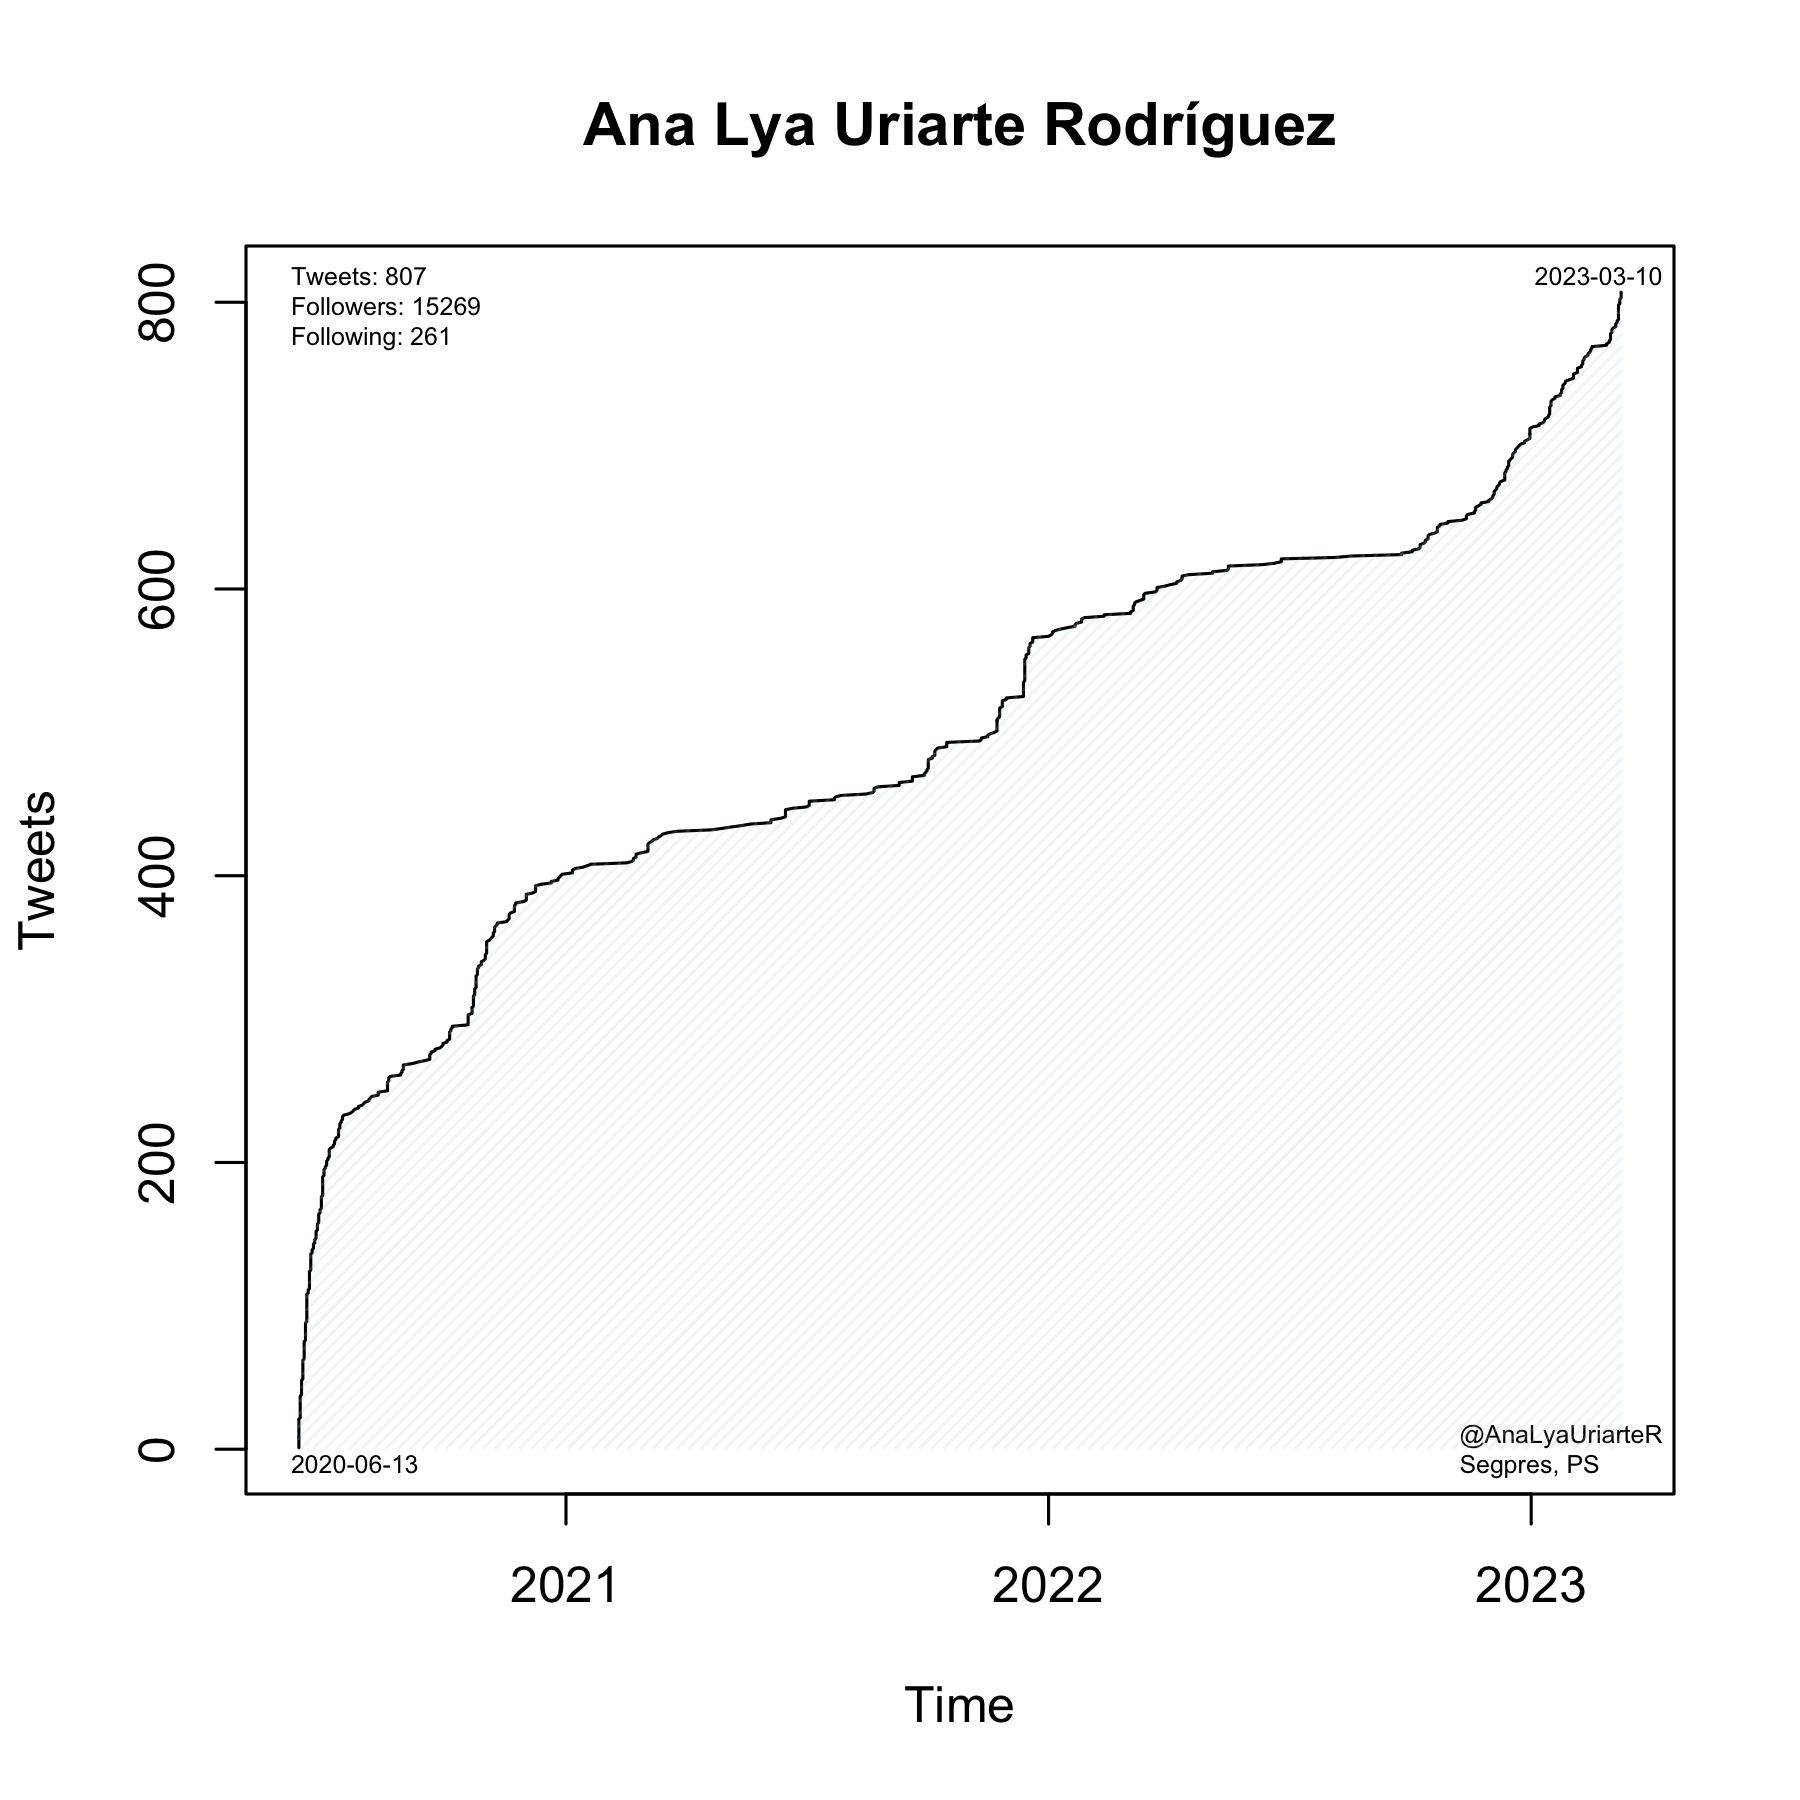 Ana Lya Uriarte Rodríguez
Tweets: 807
Followers: 15269
Following: 261
2023-03-10
800
600
400
200
0
Tweets
@AnaLyaUriarteR
Segpres, PS
2020-06-13
2021
2022
2023
Time